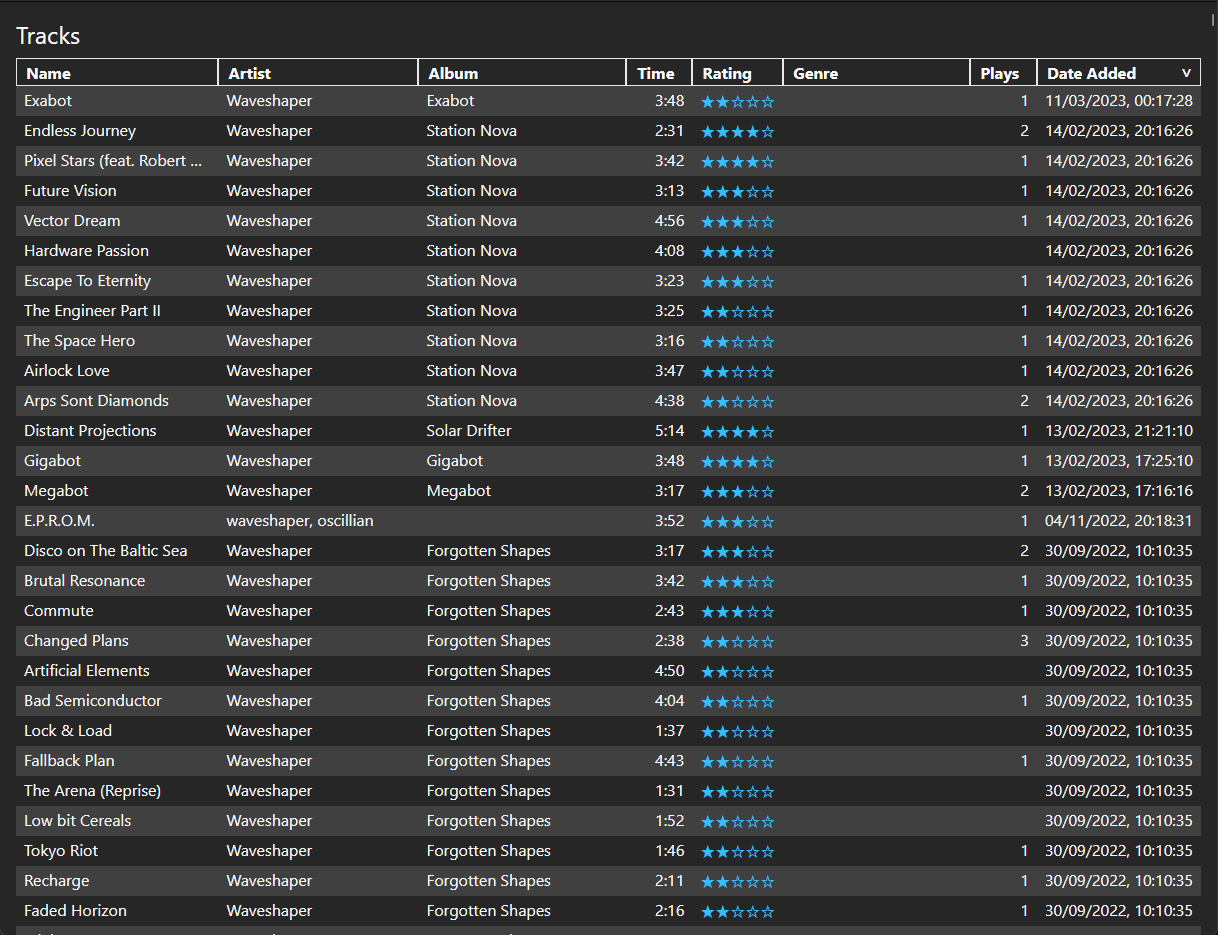 Tracks
Name Artist Album Time Rating Genre Plays Date Added v
Exabot Waveshaper Exabot 3:48 ★★☆☆☆ 1 11/03/2023, 00:17:28
Endless Journey Waveshaper Station Nova 2:31 ★★★★☆ 2 14/02/2023, 20:16:26
Pixel Stars (feat. Robert ... Waveshaper Station Nova 3:42 ★★★★☆ 1 14/02/2023, 20:16:26
Future Vision Waveshaper Station Nova 3:13 ★★★☆☆ 1 14/02/2023, 20:16:26
Vector Dream Waveshaper Station Nova 4:56 ★★★☆☆ 1 14/02/2023, 20:16:26
Hardware Passion Waveshaper Station Nova 4:08 ★★★☆☆ 14/02/2023, 20:16:26
Escape To Eternity Waveshaper Station Nova 3:23 ★★★☆☆ 1 14/02/2023, 20:16:26
The Engineer Part II Waveshaper Station Nova 3:25 ★★☆☆☆ 1 14/02/2023, 20:16:26
The Space Hero Waveshaper Station Nova 3:16 ★★☆☆☆ 1 14/02/2023, 20:16:26
Airlock Love Waveshaper Station Nova 3:47 ★★☆☆☆ 1 14/02/2023, 20:16:26
Arps Sont Diamonds Waveshaper Station Nova 4:38 ★★☆☆☆ 2 14/02/2023, 20:16:26
Distant Projections Waveshaper Solar Drifter 5:14 ★★★★☆ 1 13/02/2023, 21:21:10
Gigabot Waveshaper Gigabot 3:48 ★★★★☆ 1 13/02/2023, 17:25:10
Megabot Waveshaper Megabot 3:17 ★★★☆☆ 2 13/02/2023, 17:16:16
E.P.R.O.M. waveshaper, oscillian 3:52 ★★★☆☆ 1 04/11/2022, 20:18:31
Disco on The Baltic Sea Waveshaper Forgotten Shapes 3:17 ★★★☆☆ 2 30/09/2022, 10:10:35
Brutal Resonance Waveshaper Forgotten Shapes 3:42 ★★★☆☆ 1 30/09/2022, 10:10:35
Commute Waveshaper Forgotten Shapes 2:43 ★★★☆☆ 1 30/09/2022, 10:10:35
Changed Plans Waveshaper Forgotten Shapes 2:38 ★★☆☆☆ 3 30/09/2022, 10:10:35
Artificial Elements Waveshaper Forgotten Shapes 4:50 ★★☆☆☆ 30/09/2022, 10:10:35
Bad Semiconductor Waveshaper Forgotten Shapes 4:04 ★★☆☆☆ 1 30/09/2022, 10:10:35
Lock & Load Waveshaper Forgotten Shapes 1:37 ★★☆☆☆ 30/09/2022, 10:10:35
Fallback Plan Waveshaper Forgotten Shapes 4:43 ★★☆☆☆ 1 30/09/2022, 10:10:35
The Arena (Reprise) Waveshaper Forgotten Shapes 1:31 ★★☆☆☆ 30/09/2022, 10:10:35
Low bit Cereals Waveshaper Forgotten Shapes 1:52 ★★☆☆☆ 30/09/2022, 10:10:35
Tokyo Riot Waveshaper Forgotten Shapes 1:46 ★★☆☆☆ 1 30/09/2022, 10:10:35
Recharge Waveshaper Forgotten Shapes 2:11 ★★☆☆☆ 1 30/09/2022, 10:10:35
Faded Horizon Waveshaper Forgotten Shapes 2:16 ★★☆☆☆ 1 30/09/2022, 10:10:35